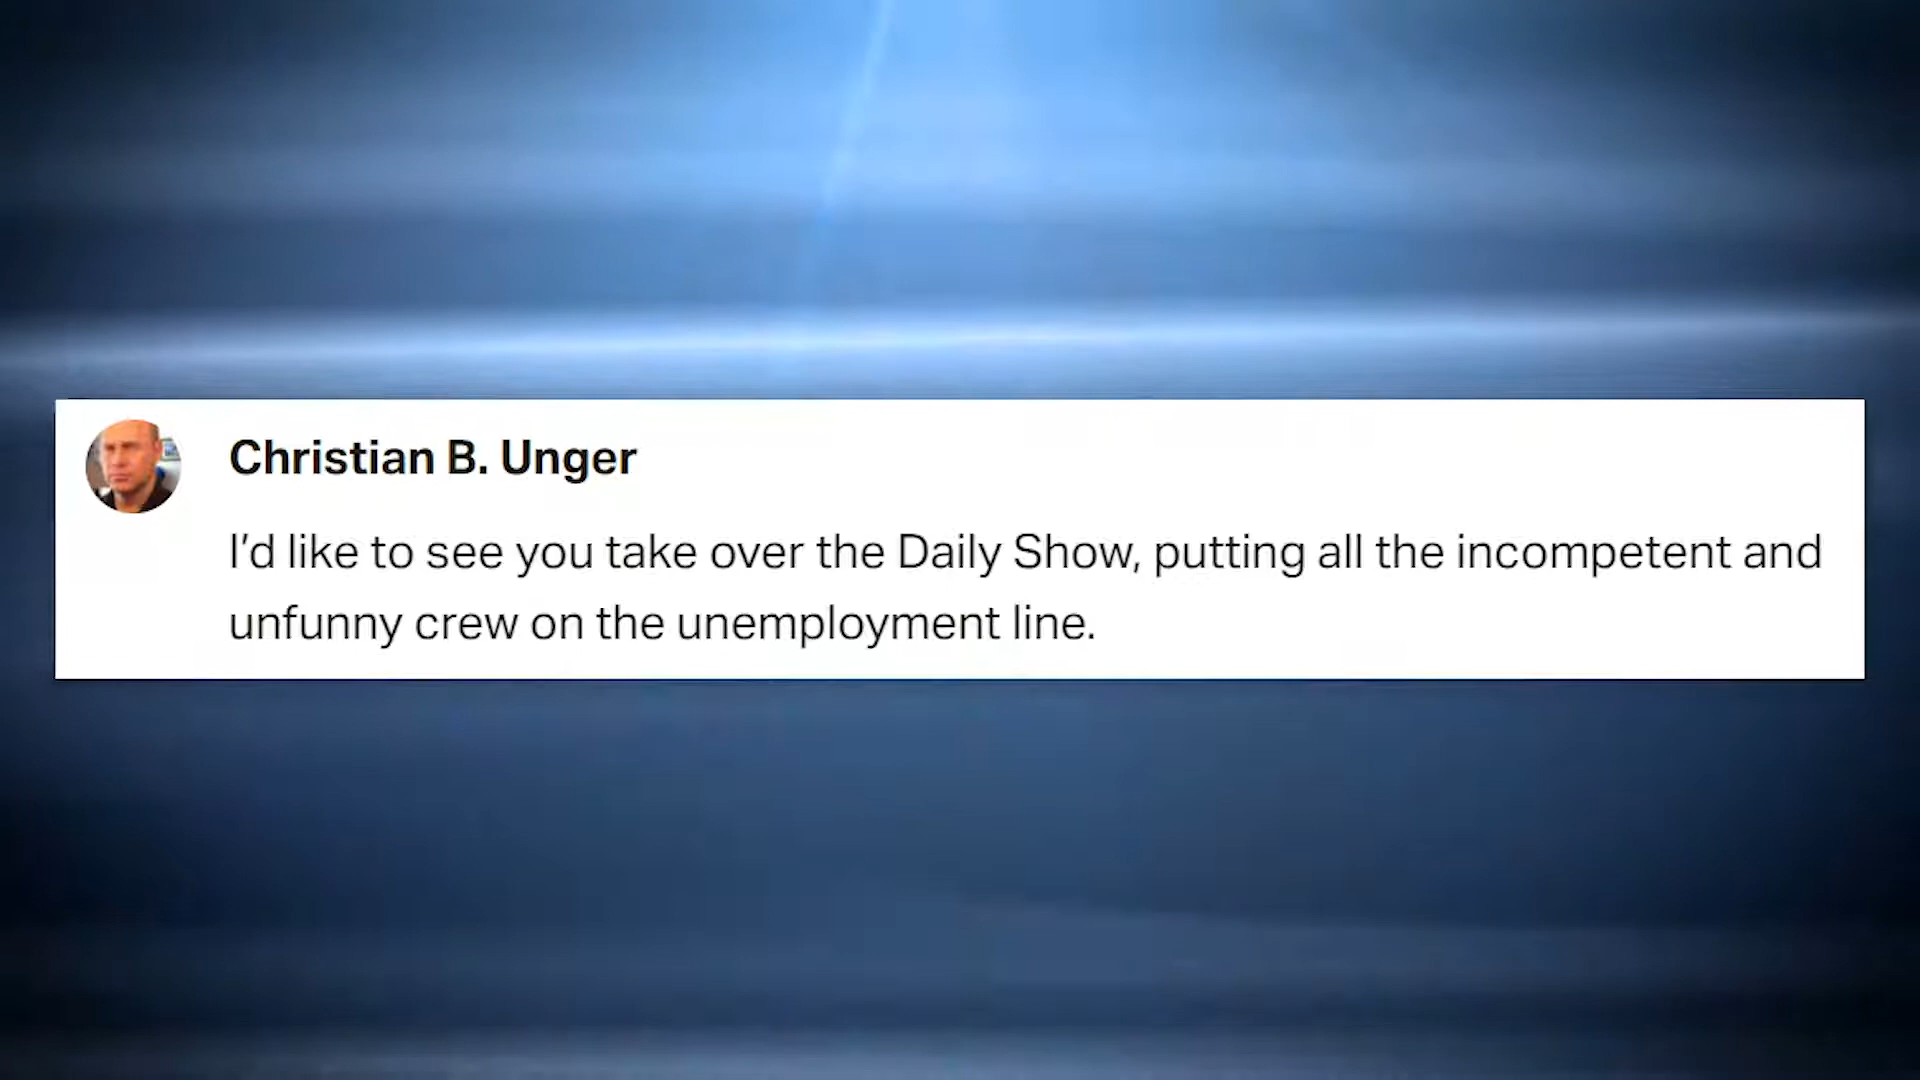 Christian B. Unger
I’d like to see you take over the Daily Show, putting all the incompetent and
unfunny crew on the unemployment line.